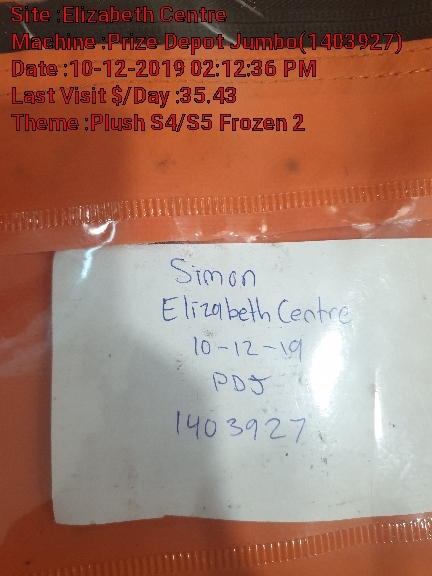 Site :Elizabeth Centre
Machine :Prize Depot Jumbo(1403927)
Date :10-12-2019 02:12:36 PM
Last Visit $/Day :35.43
Theme :Plush S4/S5 Frozen 2
Simon
Elizabeth Centre
10-12-19
PDJ
1403927